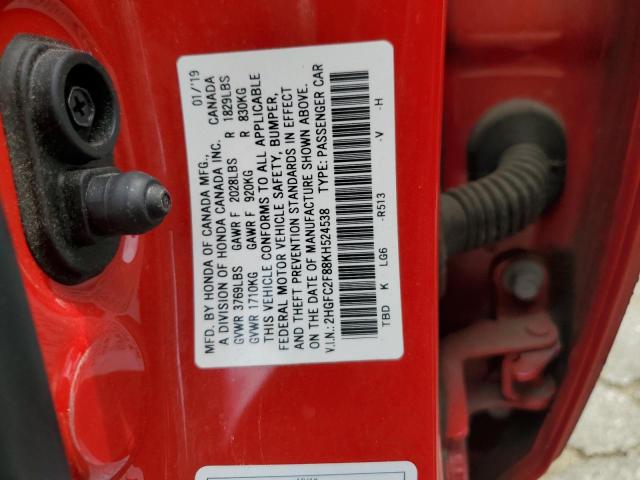 MFD. BY HONDA OF CANADA MFG., 01/'19
A DIVISION OF HONDA CANADA INC. CANADA
GVWR 3769LBS GAWR F 2028LBS R 1829LBS
GVWR 1710KG GAWR F 920KG R 830KG
THIS VEHICLE CONFORMS TO ALL APPLICABLE
FEDERAL MOTOR VEHICLE SAFETY, BUMPER,
AND THEFT PREVENTION STANDARDS IN EFFECT
ON THE DATE OF MANUFACTURE SHOWN ABOVE.
V.I.N.: 2HGFC2F88KH524538 TYPE: PASSENGER CAR
TBD K LG6 -R513 -V -H